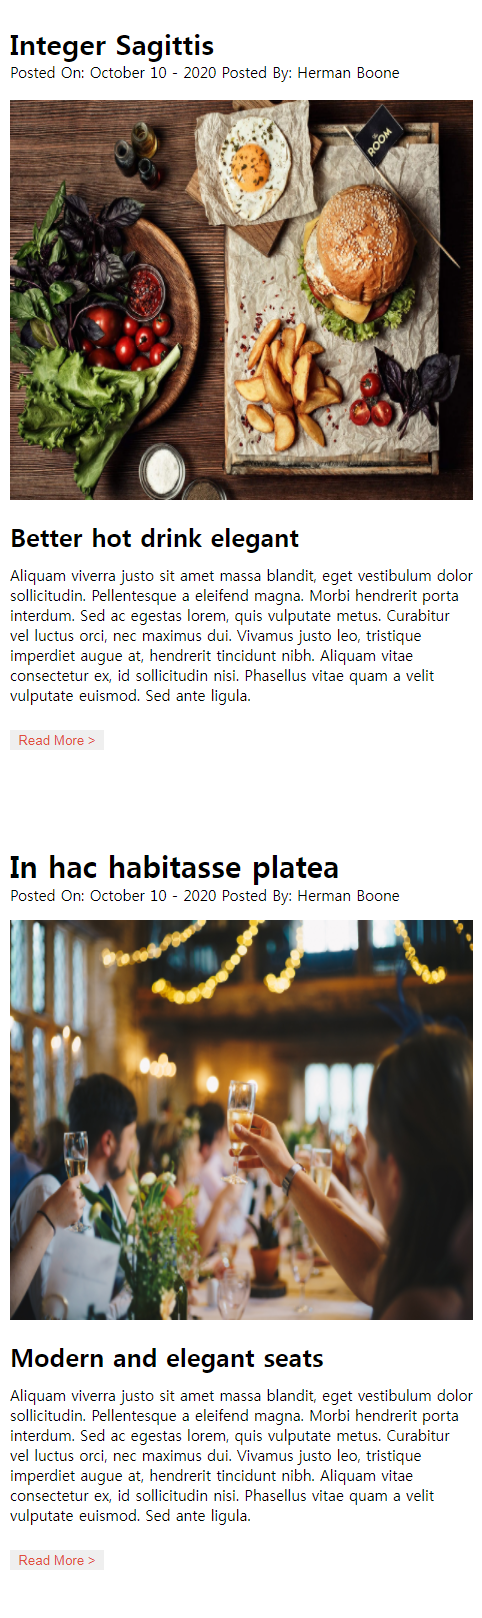 Integer Sagittis
Posted On: October 10 - 2020 Posted By: Herman Boone
ROOM
Better hot drink elegant
Aliquam viverra justo sit amet massa blandit, eget vestibulum dolor
sollicitudin. Pellentesque a eleifend magna. Morbi hendrerit porta
interdum. Sed ac egestas lorem, quis vulputate metus. Curabitur
vel luctus orci, nec maximus dui. Vivamus justo leo, tristique
imperdiet augue at, hendrerit tincidunt nibh. Aliquam vitae
consectetur ex, id sollicitudin nisi. Phasellus vitae quam a velit
vulputate euismod. Sed ante ligula.
Read More >
In hac habitasse platea
Posted On: October 10 - 2020 Posted By: Herman Boone
Modern and elegant seats
Aliquam viverra justo sit amet massa blandit, eget vestibulum dolor
sollicitudin. Pellentesque a eleifend magna. Morbi hendrerit porta
interdum. Sed ac egestas lorem, quis vulputate metus. Curabitur
vel luctus orci, nec maximus dui. Vivamus justo leo, tristique
imperdiet augue at, hendrerit tincidunt nibh. Aliquam vitae
consectetur ex, id sollicitudin nisi. Phasellus vitae quam a velit
vulputate euismod. Sed ante ligula.
Read More >